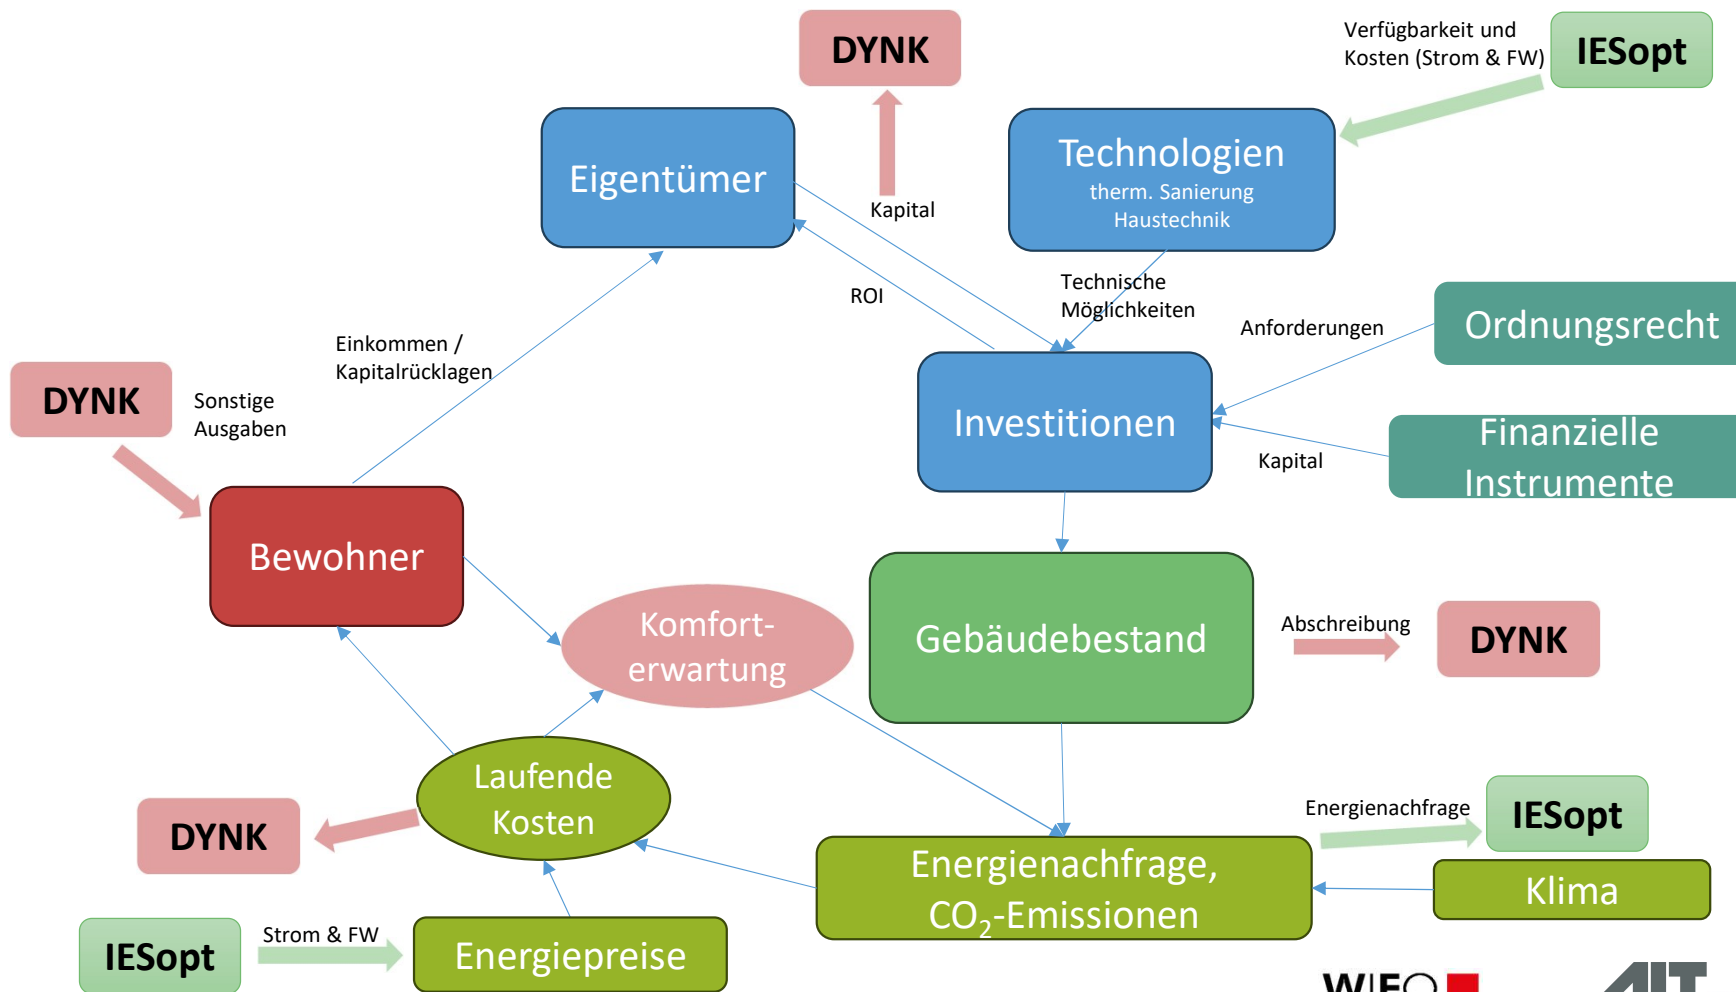 DYNK
Verfügbarkeit und
Kosten (Strom & FW)
IESopt
Eigentümer
Technologien
therm. Sanierung
Haustechnik
Kapital
ROI
Technische
Möglichkeiten
Anforderungen
Ordnungsrecht
Einkommen /
Kapitalrücklagen
DYNK
Sonstige
Ausgaben
Investitionen
Kapital
Finanzielle
Instrumente
Bewohner
Komfort-
erwartung
Gebäudebestand
Abschreibung
DYNK
Laufende
Kosten
DYNK
Energienachfrage,
CO₂-Emissionen
Energienachfrage
IESopt
Klima
IESopt
Strom & FW
Energiepreise
WIFO
AIT